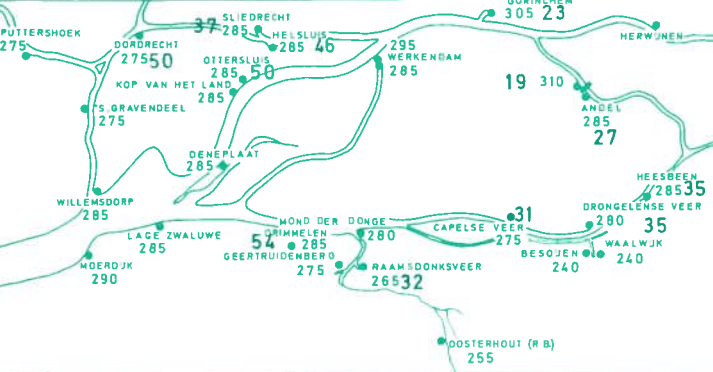 GORINCHEM
305 23
SLIEDRECHT
37 285
PUTTERSHOEK
275
DORDRECHT
275 50
HELSLUIS
285 46
HERWIJNEN
295
WERKENDAM
285
OTTERSLUIS
285 50
KOP VAN HET LAND
285
19 310
ANDEL
285
27
'S GRAVENDEEL
275
DENEPLAAT
285
HEESBEEN
285 35
WILLEMSDORP
285
DRONGELENSE VEER
280 35
31
MOND DER DONGE
280
CAPELSE VEER
275
LAGE ZWALUWE
285
DRIMMELEN
54 285
WAALWIJK
240
BESOIJEN
240
GEERTRUIDENBERG
275
MOERDIJK
290
RAAMSDONKSVEER
265 32
OOSTERHOUT (R.B.)
255